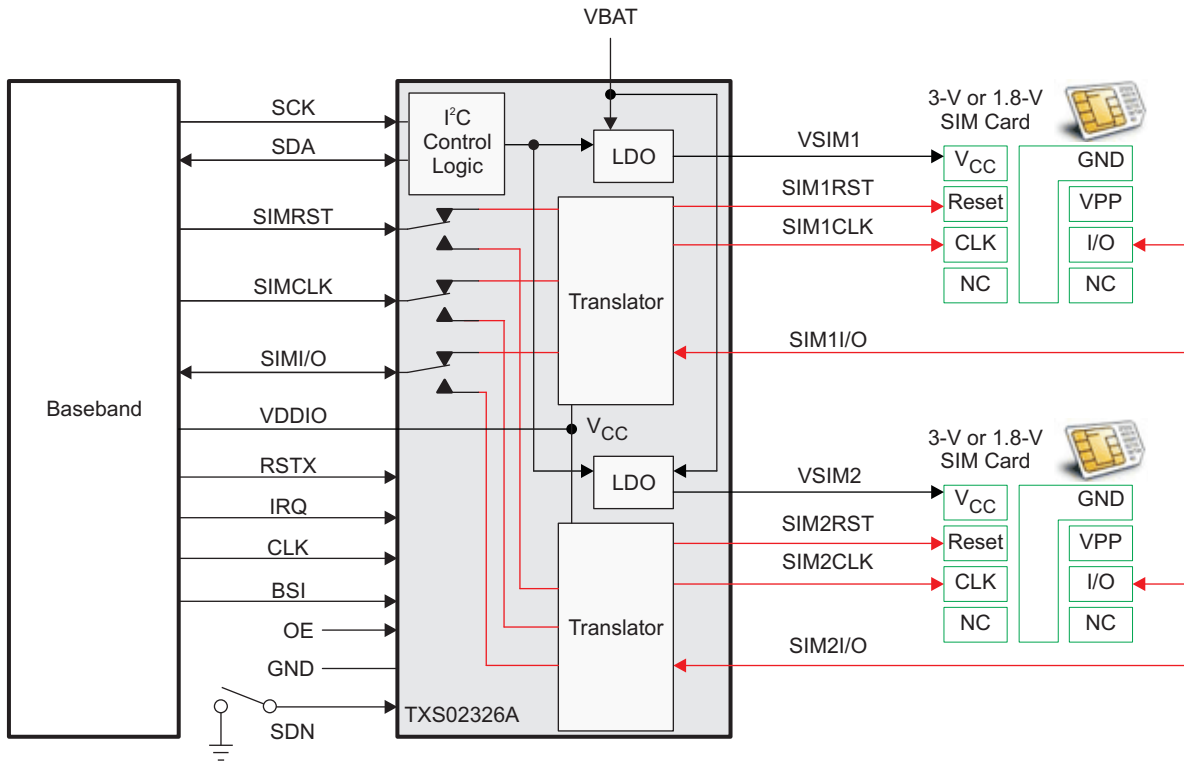 VBAT
Baseband
SCK
SDA
SIMRST
SIMCLK
SIMI/O
VDDIO
RSTX
IRQ
CLK
BSI
OE
GND
SDN
I²C
Control
Logic
LDO
Translator
VCC
LDO
Translator
TXS02326A
VSIM1
SIM1RST
SIM1CLK
SIM1I/O
VSIM2
SIM2RST
SIM2CLK
SIM2I/O
3-V or 1.8-V
SIM Card
VCC
GND
Reset
VPP
CLK
I/O
NC
NC
3-V or 1.8-V
SIM Card
VCC
GND
Reset
VPP
CLK
I/O
NC
NC